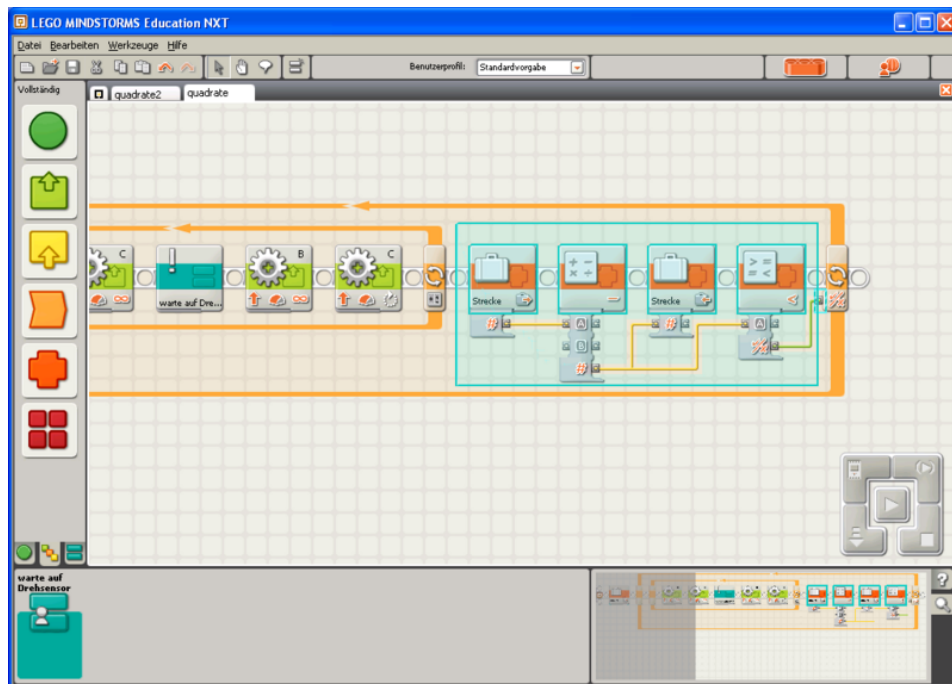 LEGO MINDSTORMS Education NXT
Datei Bearbeiten Werkzeuge Hilfe
Benutzerprofil: Standardvorgabe
Vollständig
quadrate2 quadrate
C B C
warte auf Dre... Strecke Strecke
A A
warte auf
Drehsensor